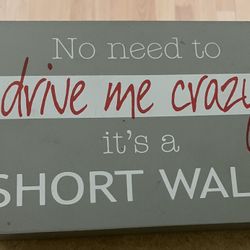 No need to
drive me crazy
it's a
SHORT WAL